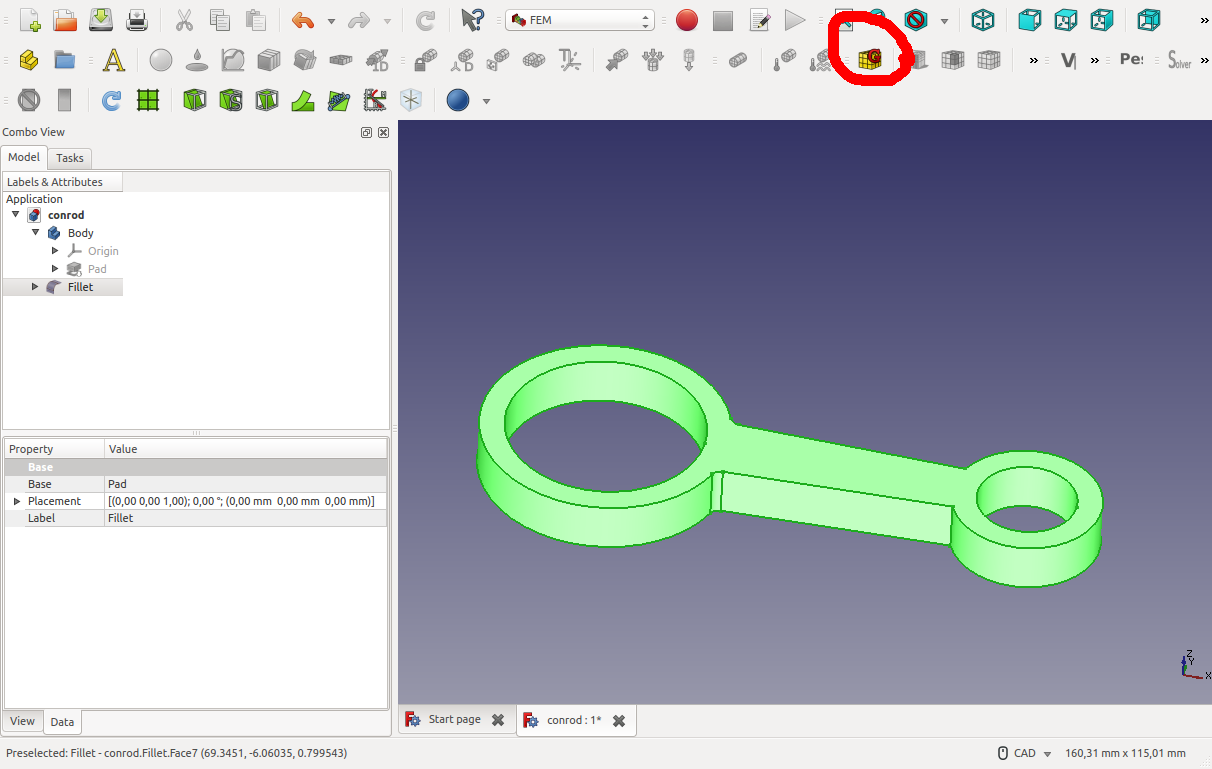 FEM
V
Pe:
Solver
Combo View
Model
Tasks
Labels & Attributes
Application
conrod
Body
Origin
Pad
Fillet
Property
Value
Base
Base
Pad
Placement
[(0,00 0,00 1,00); 0,00 °; (0,00 mm 0,00 mm 0,00 mm)]
Label
Fillet
Z
Y
X
View
Data
Start page
conrod : 1*
Preselected: Fillet - conrod.Fillet.Face7 (69.3451, -6.06035, 0.799543)
CAD
160,31 mm x 115,01 mm